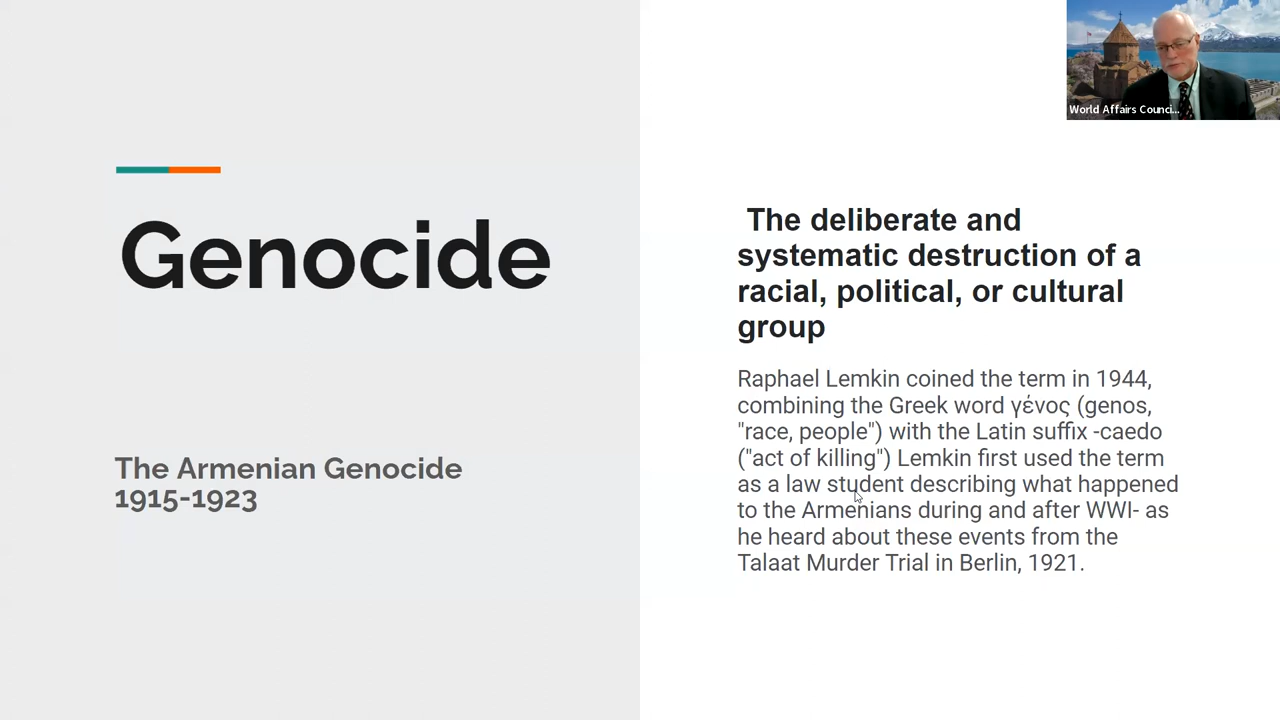 Genocide
The Armenian Genocide
1915-1923
The deliberate and
systematic destruction of a
racial, political, or cultural
group
Raphael Lemkin coined the term in 1944,
combining the Greek word γένος (genos,
"race, people") with the Latin suffix -caedo
("act of killing") Lemkin first used the term
as a law student describing what happened
to the Armenians during and after WWI- as
he heard about these events from the
Talaat Murder Trial in Berlin, 1921.
World Affairs Counci...